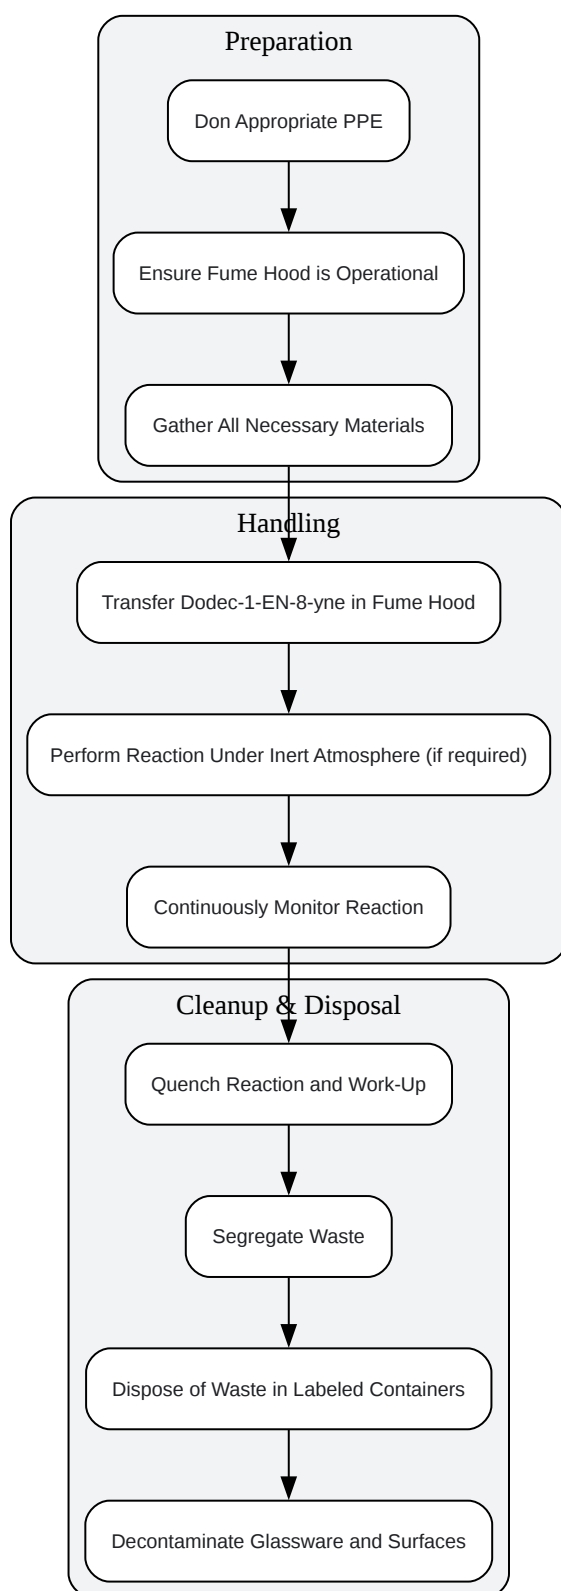 Preparation
Don Appropriate PPE
Ensure Fume Hood is Operational
Gather All Necessary Materials
Handling
Transfer Dodec-1-EN-8-yne in Fume Hood
Perform Reaction Under Inert Atmosphere (if required)
Continuously Monitor Reaction
Cleanup & Disposal
Quench Reaction and Work-Up
Segregate Waste
Dispose of Waste in Labeled Containers
Decontaminate Glassware and Surfaces